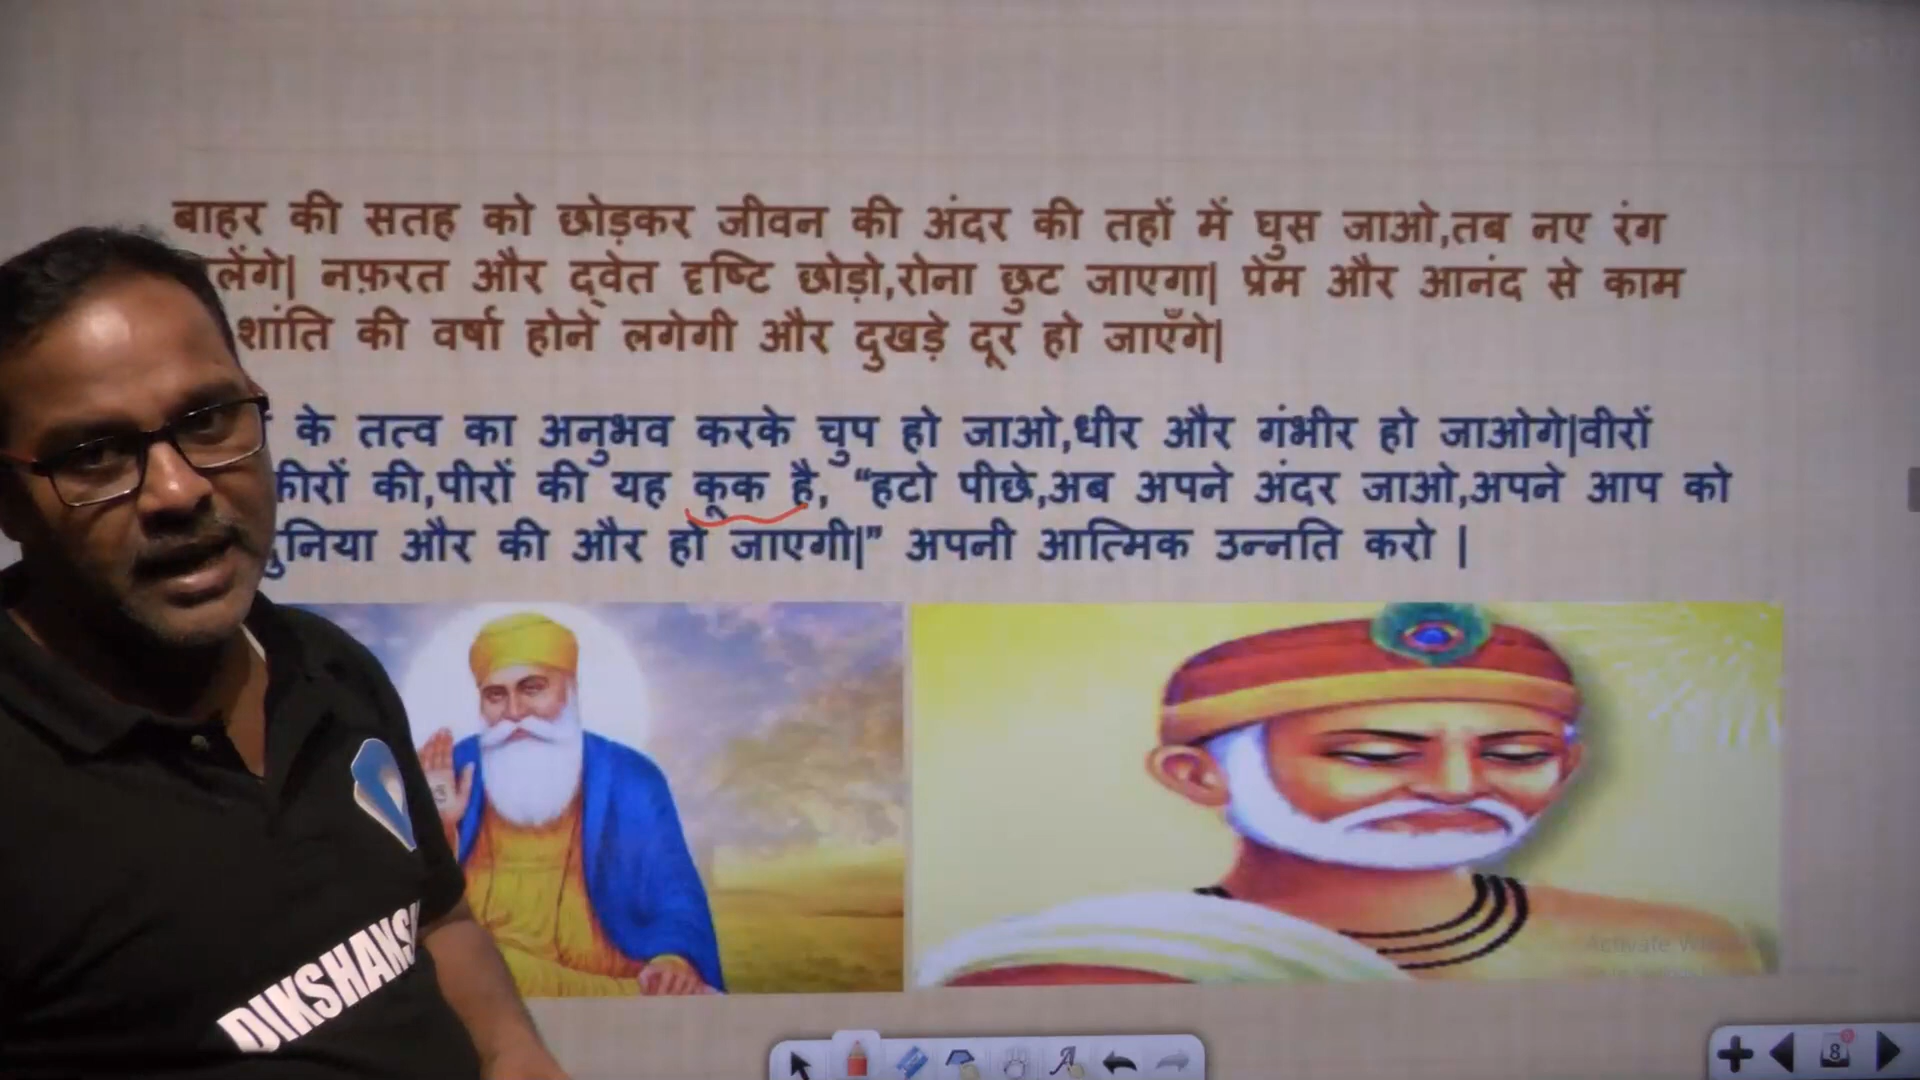 बाहर की सतह को छोड़कर जीवन की अंदर की तहों में घुस जाओ,तब नए रंग
लेंगे| नफ़रत और द्वेत दृष्टि छोड़ो,रोना छुट जाएगा| प्रेम और आनंद से काम
शांति की वर्षा होने लगेगी और दुखड़े दूर हो जाएँगे|
के तत्व का अनुभव करके चुप हो जाओ,धीर और गंभीर हो जाओगे|वीरों
की,पीरों की यह कूक है, “हटो पीछे,अब अपने अंदर जाओ,अपने आप को
और की और हो जाएगी|” अपनी आत्मिक उन्नति करो |
DIKSHANS
8